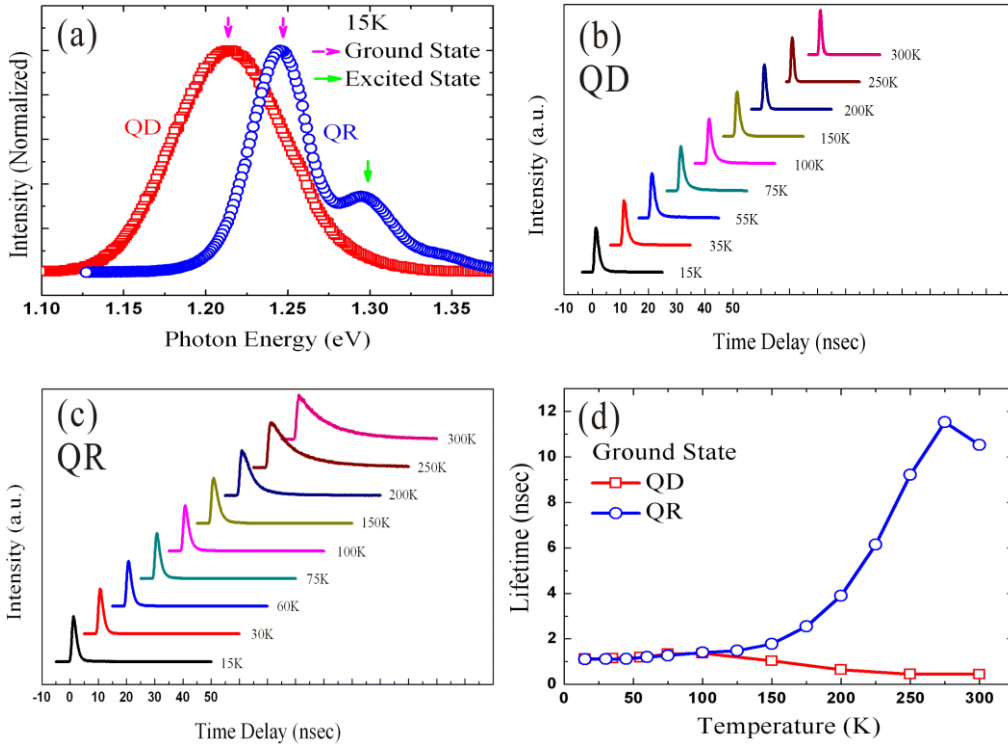 (a)
15K
Ground State
Excited State
QD
QR
Intensity (Normalized)
1.10 1.15 1.20 1.25 1.30 1.35
Photon Energy (eV)
(b)
QD
300K
250K
200K
150K
100K
75K
55K
35K
15K
Intensity (a.u.)
-10 0 10 20 30 40 50
Time Delay (nsec)
(c)
QR
300K
250K
200K
150K
100K
75K
60K
30K
15K
Intensity (a.u.)
-10 0 10 20 30 40 50
Time Delay (nsec)
(d)
Ground State
QD
QR
Lifetime (nsec)
12
10
8
6
4
2
0
0 50 100 150 200 250 300
Temperature (K)